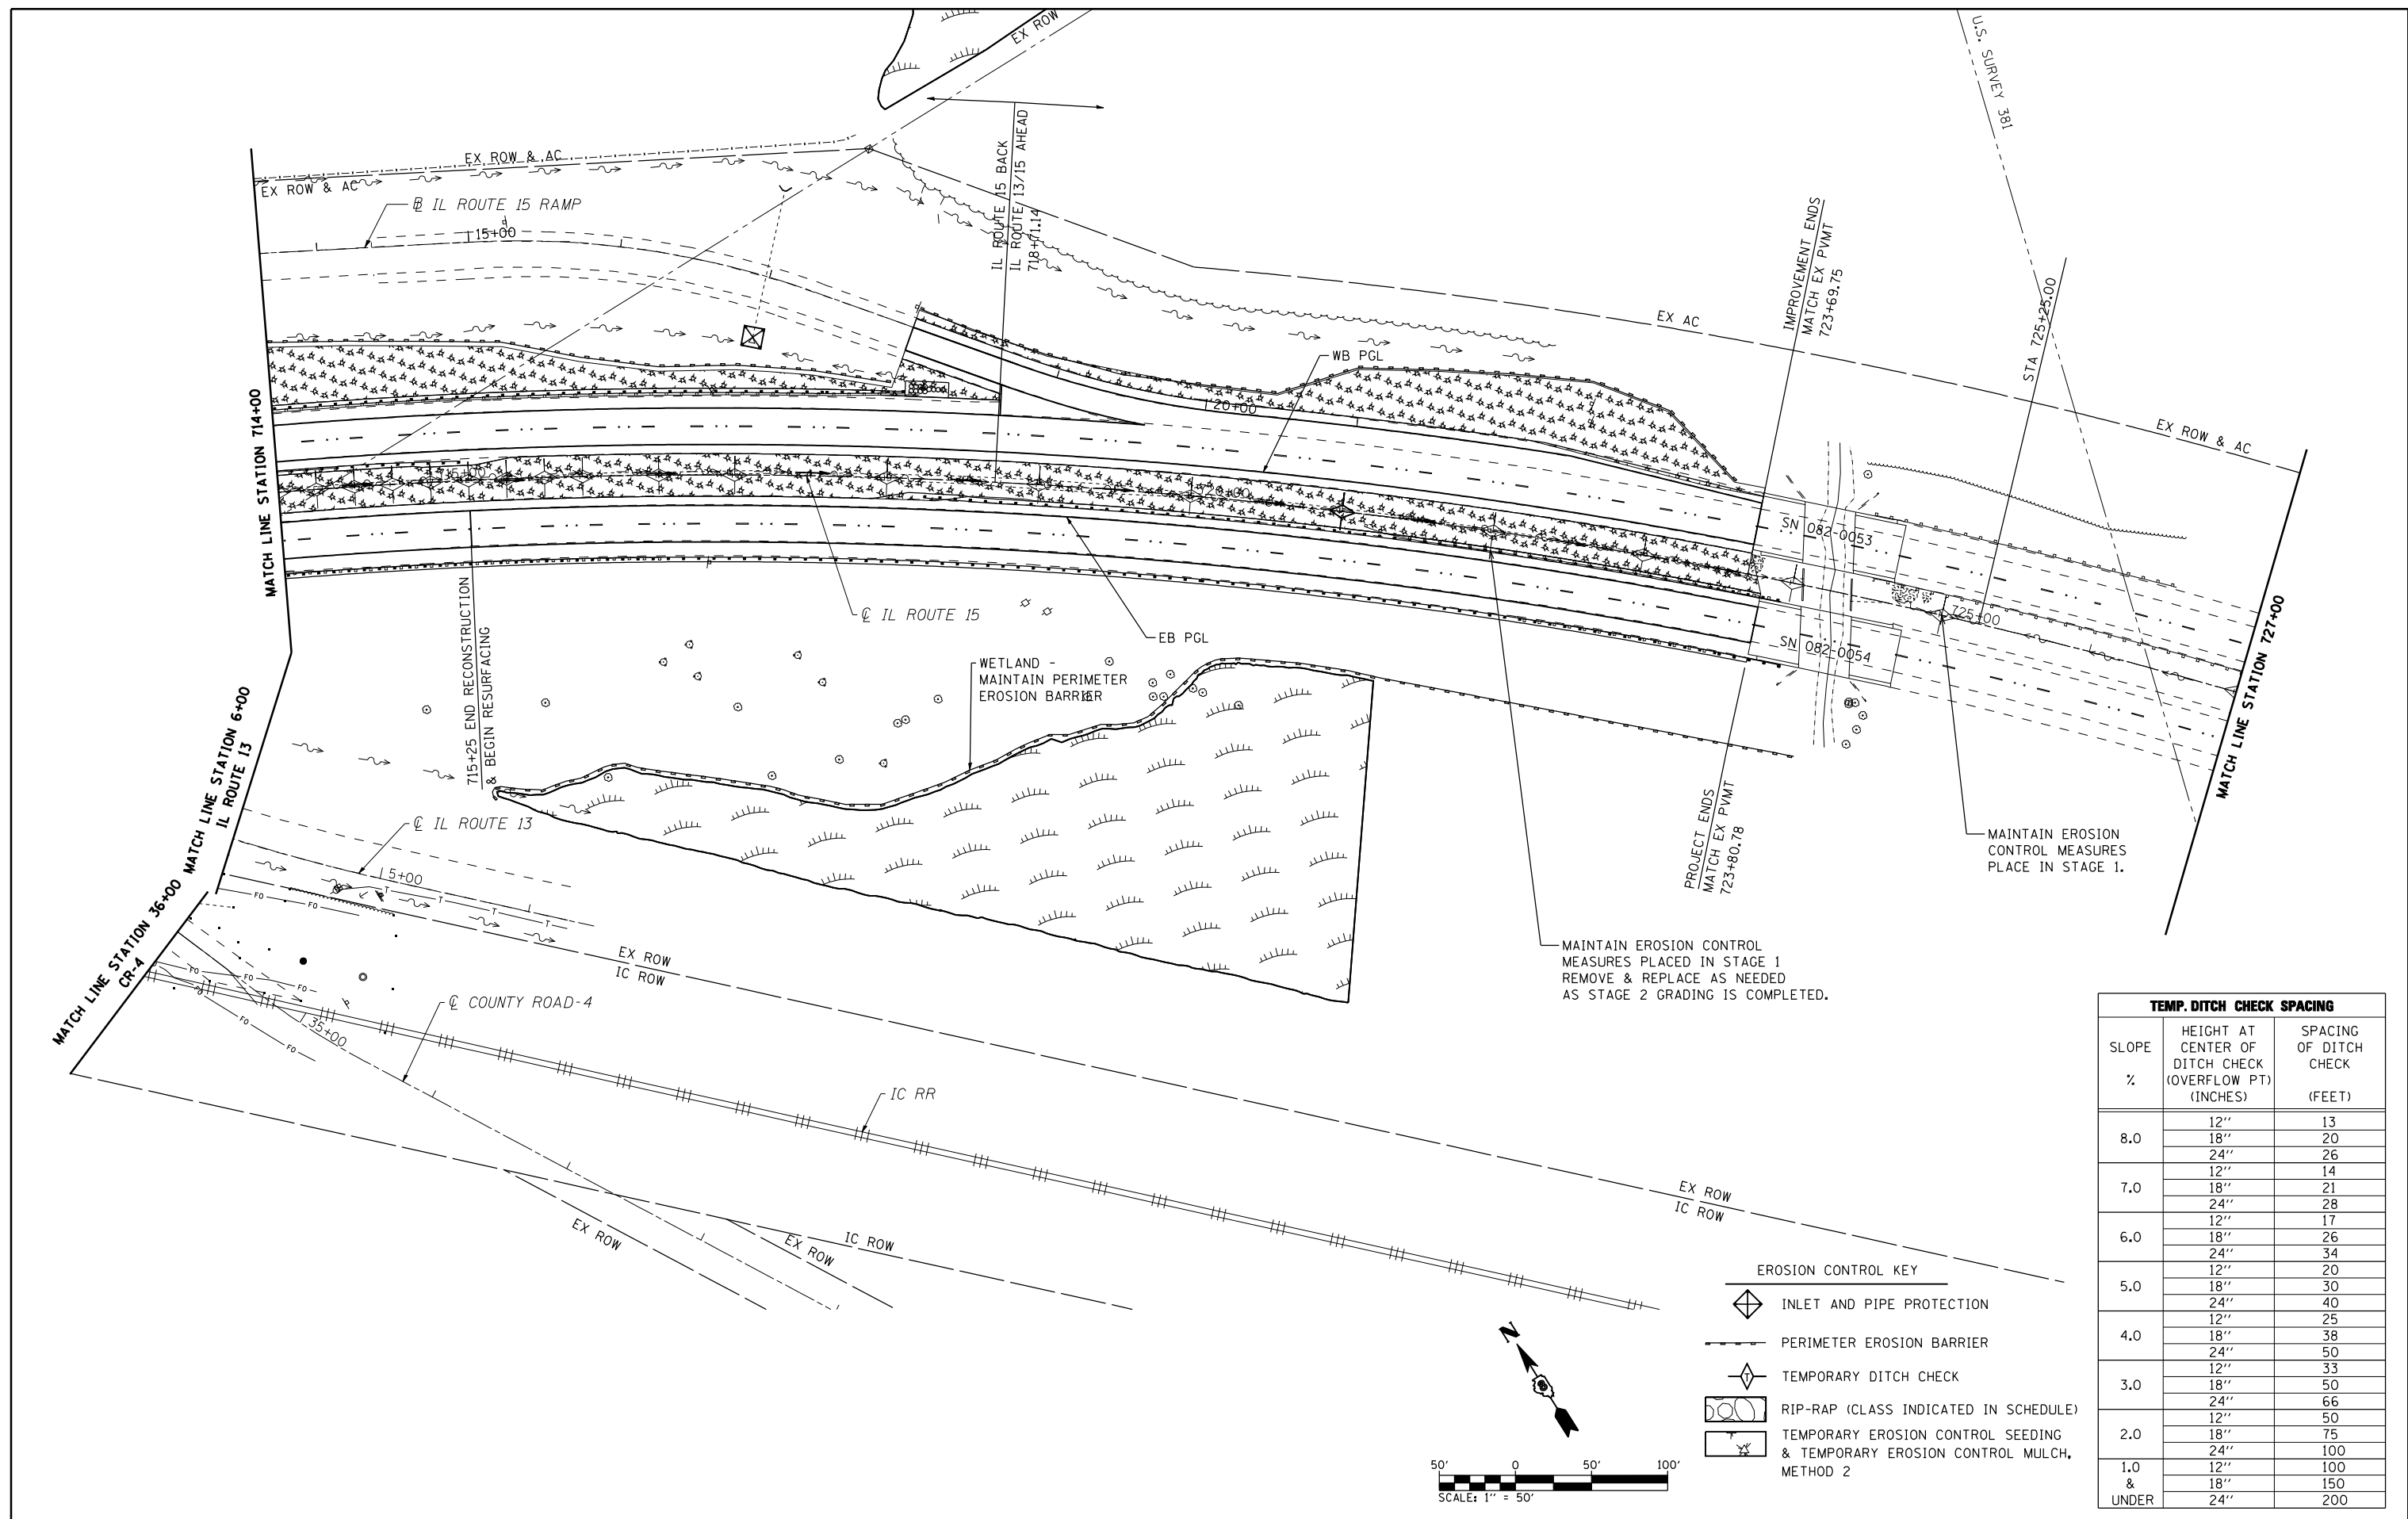 EX ROW
U.S. SURVEY 381
EX ROW & AC
EX ROW & AC
IL ROUTE 15 BACK
IL ROUTE 13/15 AHEAD
718+71.14
℄ IL ROUTE 15 RAMP
15+00
IMPROVEMENT ENDS
MATCH EX PVMT
723+69.75
STA 725+25.00
EX AC
WB PGL
20+00
EX ROW & AC
MATCH LINE STATION 714+00
SN 082-0053
725+00
SN 082-0054
℄ IL ROUTE 15
EB PGL
715+25 END RECONSTRUCTION
& BEGIN RESURFACING
WETLAND -
MAINTAIN PERIMETER
EROSION BARRIER
MATCH LINE STATION 727+00
MATCH LINE STATION 6+00
IL ROUTE 13
℄ IL ROUTE 13
5+00
T
T
T
FO
FO
PROJECT ENDS
MATCH EX PVMT
723+80.78
MAINTAIN EROSION
CONTROL MEASURES
PLACE IN STAGE 1.
MATCH LINE STATION 36+00
CR-4
EX ROW
IC ROW
FO
FO
FO
FO
FO
MAINTAIN EROSION CONTROL
MEASURES PLACED IN STAGE 1
REMOVE & REPLACE AS NEEDED
AS STAGE 2 GRADING IS COMPLETED.
℄ COUNTY ROAD-4
35+00
IC RR
EX ROW
IC ROW
EX ROW
EX ROW
IC ROW
TEMP. DITCH CHECK SPACING
SLOPE
%
HEIGHT AT
CENTER OF
DITCH CHECK
(OVERFLOW PT)
(INCHES)
SPACING
OF DITCH
CHECK
(FEET)
8.0
12'' 13
18'' 20
24'' 26
7.0
12'' 14
18'' 21
24'' 28
6.0
12'' 17
18'' 26
24'' 34
5.0
12'' 20
18'' 30
24'' 40
4.0
12'' 25
18'' 38
24'' 50
3.0
12'' 33
18'' 50
24'' 66
2.0
12'' 50
18'' 75
24'' 100
1.0
&
UNDER
12'' 100
18'' 150
24'' 200
EROSION CONTROL KEY
INLET AND PIPE PROTECTION
PERIMETER EROSION BARRIER
T
TEMPORARY DITCH CHECK
RIP-RAP (CLASS INDICATED IN SCHEDULE)
TEMPORARY EROSION CONTROL SEEDING
& TEMPORARY EROSION CONTROL MULCH,
METHOD 2
N
50' 0 50' 100'
SCALE: 1'' = 50'